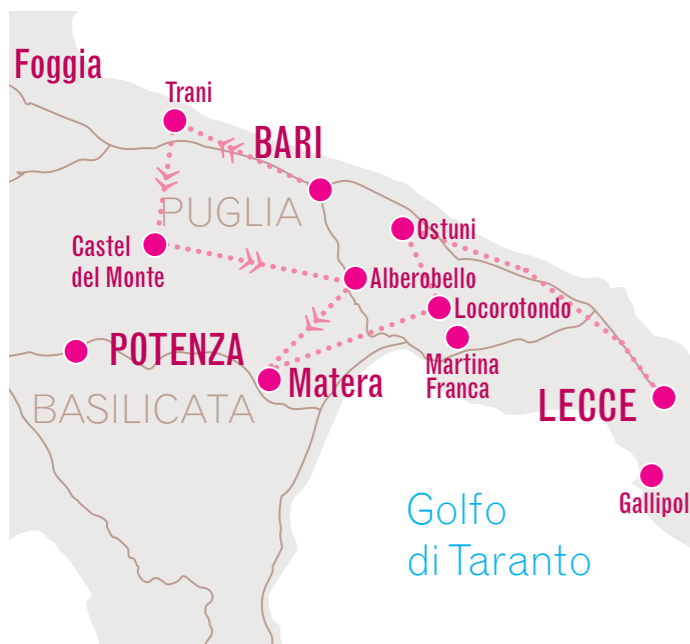 Foggia
Trani
BARI
PUGLIA
Ostuni
Castel
del Monte
Alberobello
Locorotondo
POTENZA
Martina
Franca
Matera
BASILICATA
LECCE
Gallipol
Golfo
di Taranto